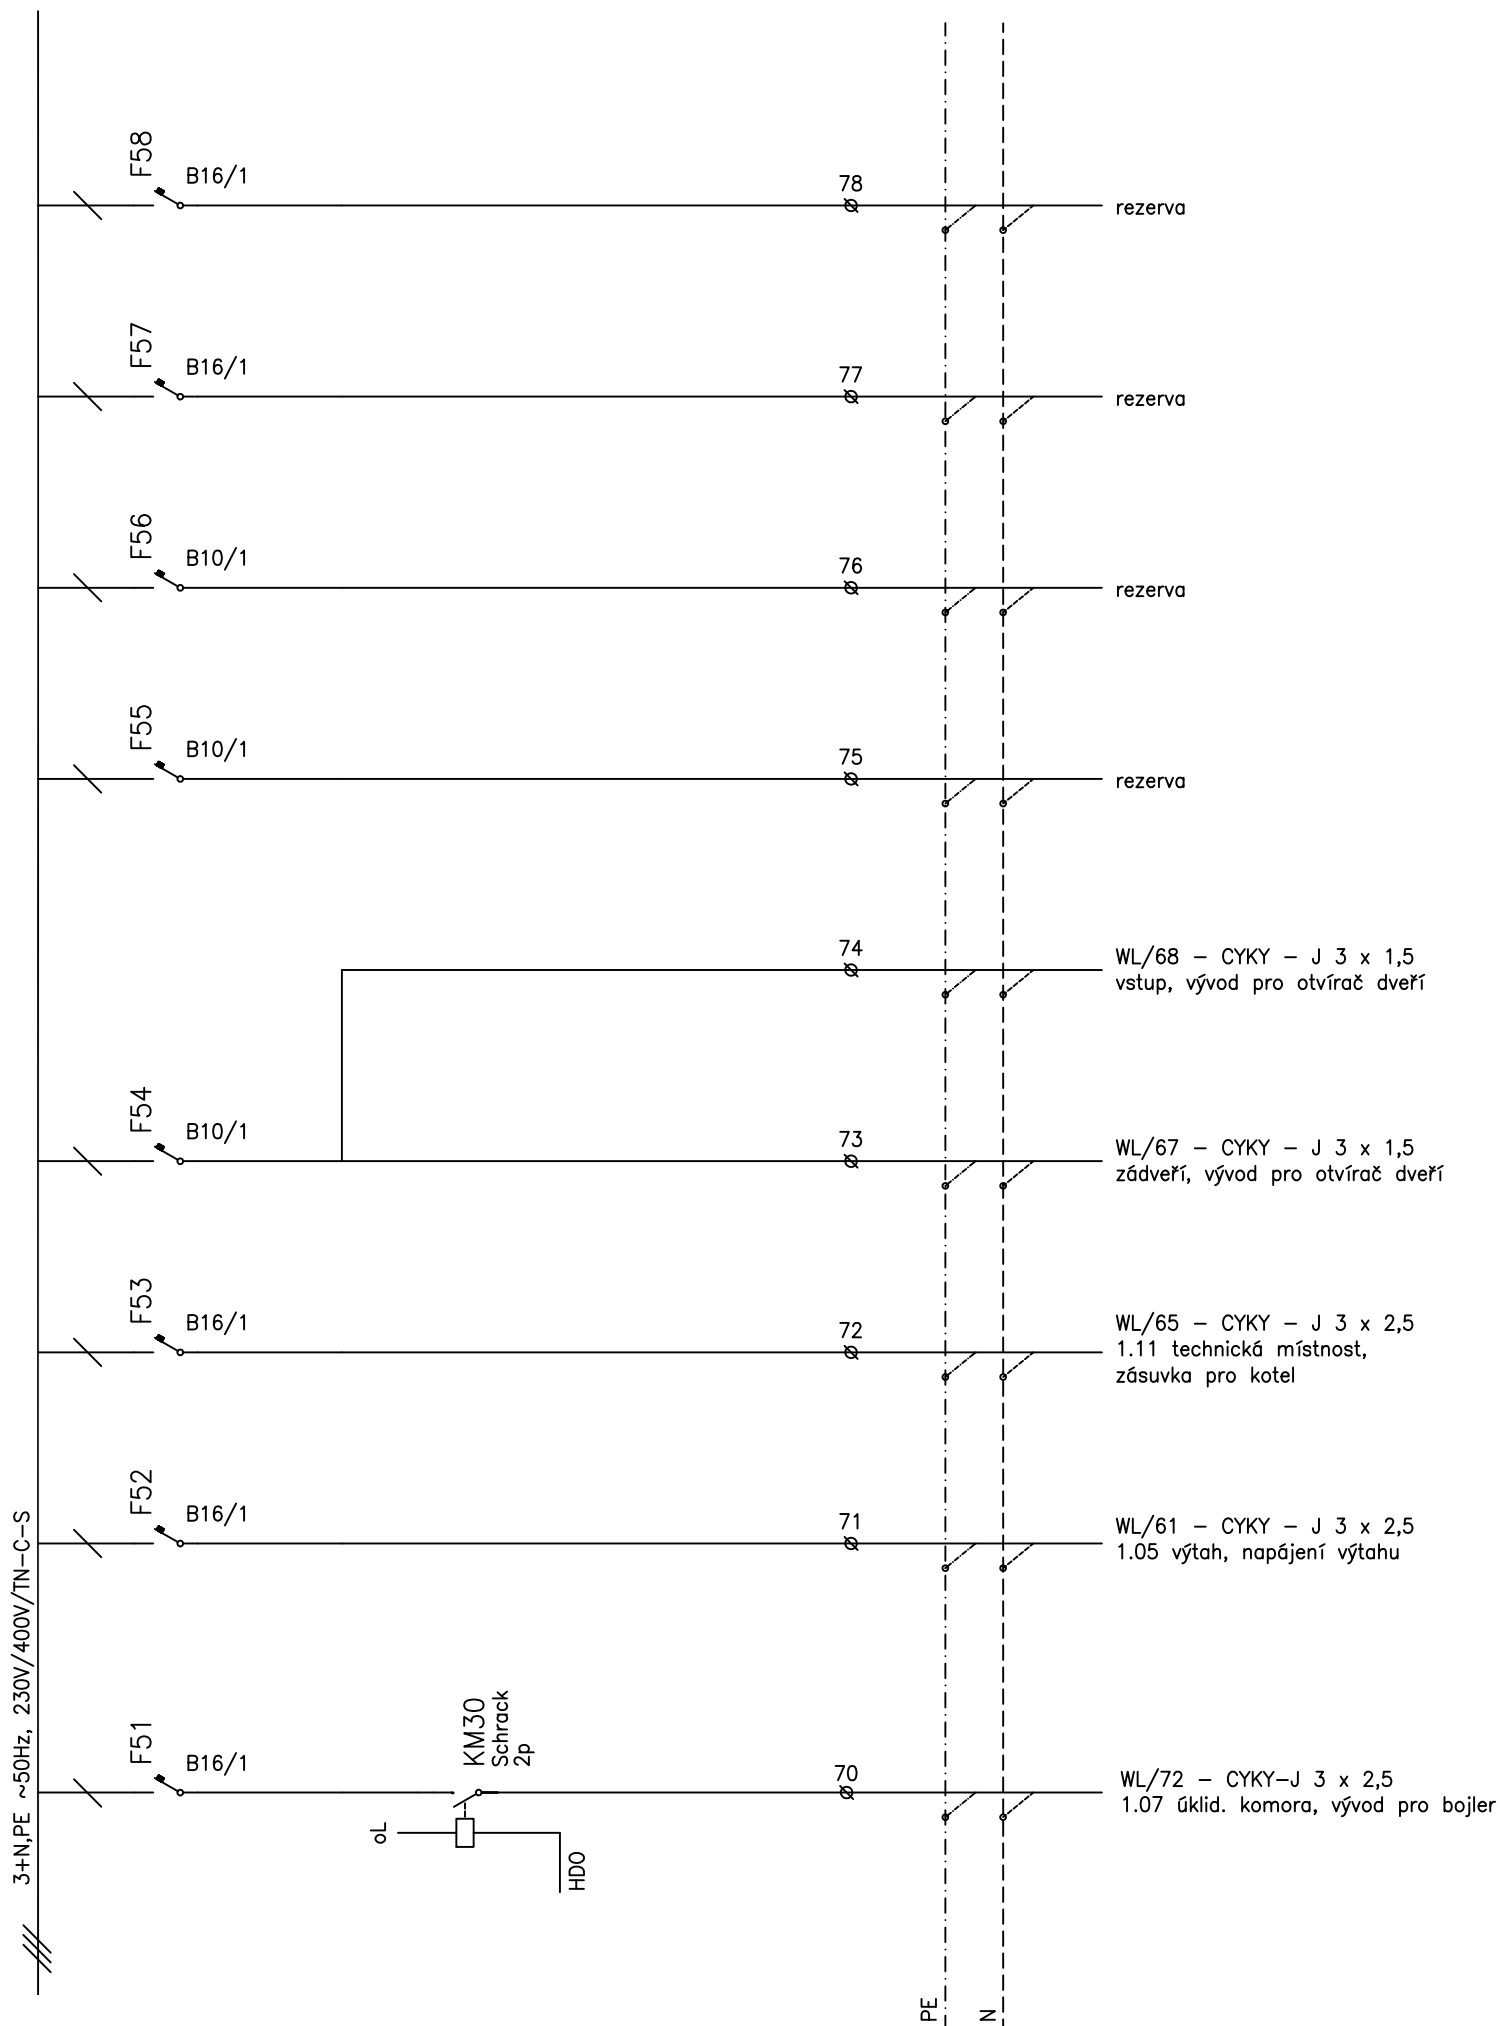 F58
B16/1
78
rezerva
F57
B16/1
77
rezerva
F56
B10/1
76
rezerva
F55
B10/1
75
rezerva
74
WL/68 – CYKY – J 3 x 1,5
vstup, vývod pro otvírač dveří
F54
B10/1
73
WL/67 – CYKY – J 3 x 1,5
zádveří, vývod pro otvírač dveří
F53
B16/1
72
WL/65 – CYKY – J 3 x 2,5
1.11 technická místnost,
zásuvka pro kotel
F52
B16/1
71
WL/61 – CYKY – J 3 x 2,5
1.05 výtah, napájení výtahu
3+N,PE ~50Hz, 230V/400V/TN–C–S
F51
B16/1
KM30
Schrack
2p
oL
HDO
70
WL/72 – CYKY–J 3 x 2,5
1.07 úklid. komora, vývod pro bojler
PE
N